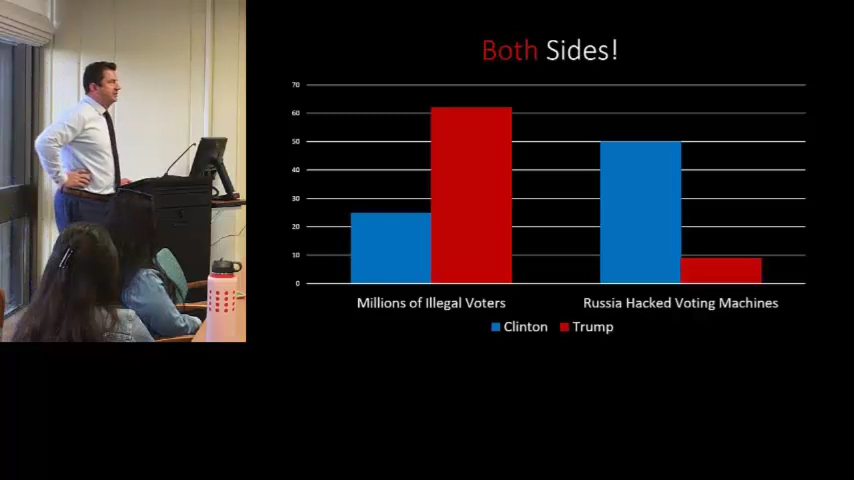 Both Sides!
70
60
50
40
30
20
10
0
Millions of Illegal Voters
Russia Hacked Voting Machines
Clinton
Trump